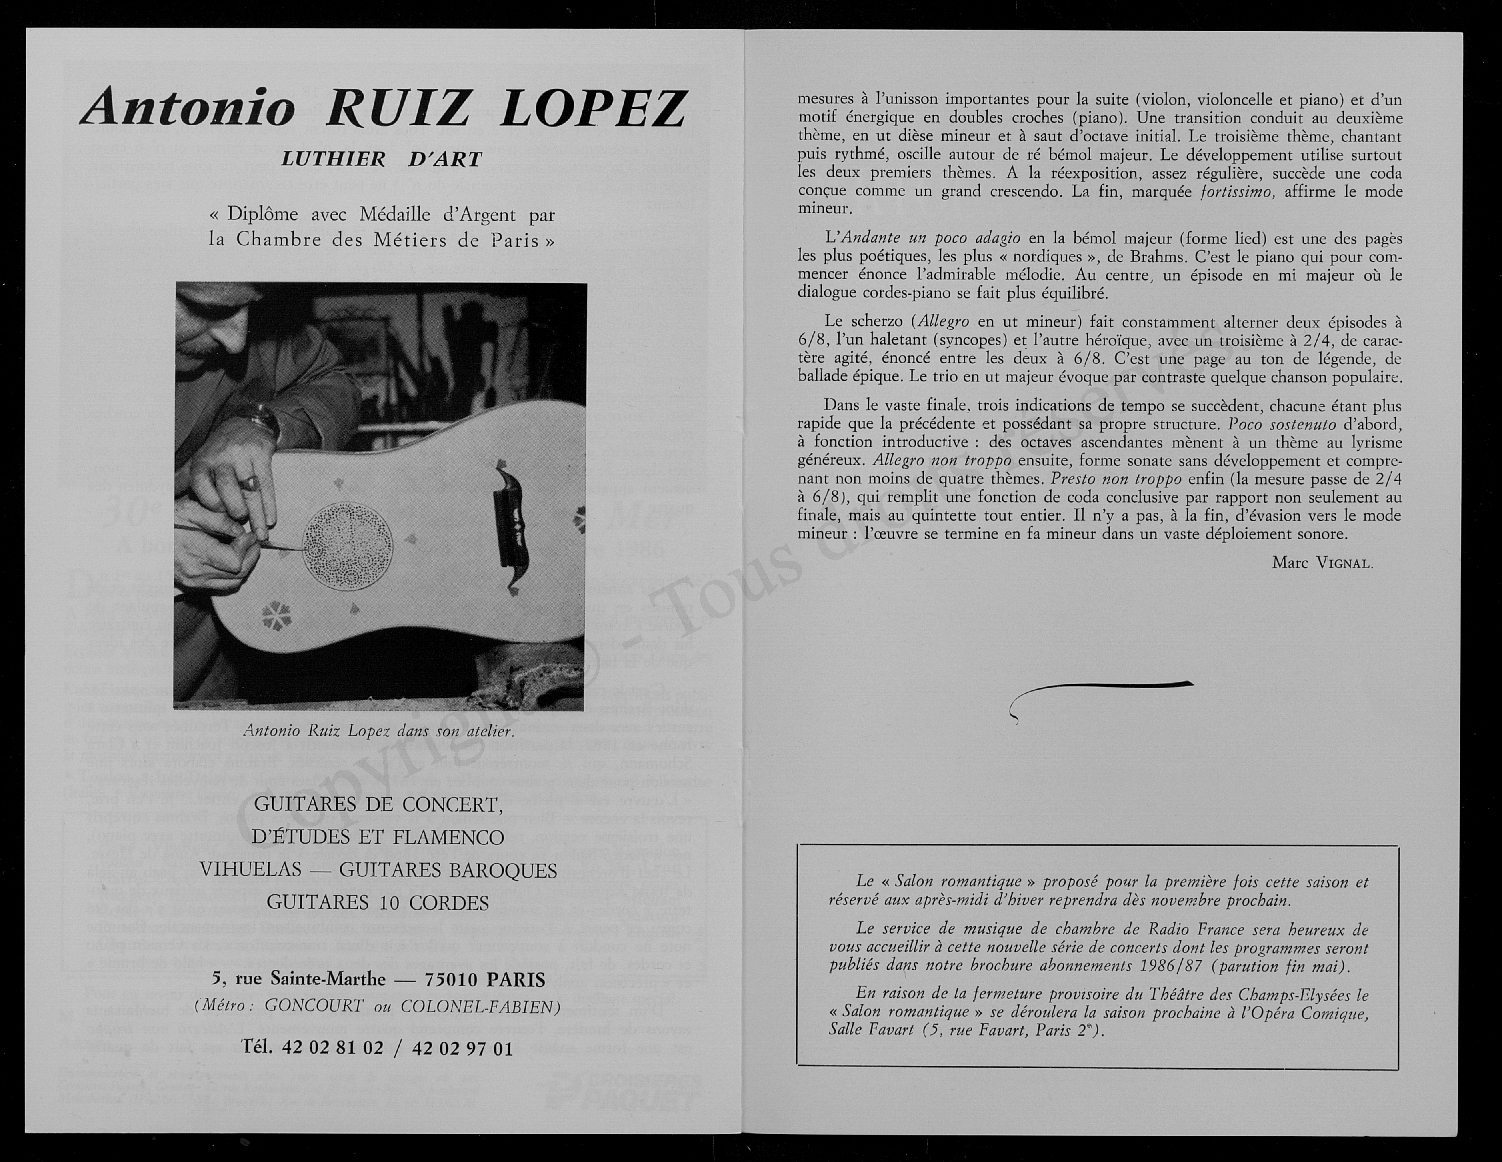 Antonio RUIZ LOPEZ
LUTHIER D'ART
« Diplôme avec Médaille d'Argent par
la Chambre des Métiers de Paris »
Antonio Ruiz Lopez dans son atelier.
GUITARES DE CONCERT,
D'ÉTUDES ET FLAMENCO
VIHUELAS — GUITARES BAROQUES
GUITARES 10 CORDES
5, rue Sainte-Marthe — 75010 PARIS
(Métro : GONCOURT ou COLONEL-FABIEN)
Tél. 42 02 81 02 / 42 02 97 01
mesures à l'unisson importantes pour la suite (violon, violoncelle et piano) et d'un
motif énergique en doubles croches (piano). Une transition conduit au deuxième
thème, en ut dièse mineur et à saut d'octave initial. Le troisième thème, chantant
puis rythmé, oscille autour de ré bémol majeur. Le développement utilise surtout
les deux premiers thèmes. A la réexposition, assez régulière, succède une coda
conçue comme un grand crescendo. La fin, marquée fortissimo, affirme le mode
mineur.
L'Andante un poco adagio en la bémol majeur (forme lied) est une des pages
les plus poétiques, les plus « nordiques », de Brahms. C'est le piano qui pour com-
mencer énonce l'admirable mélodie. Au centre, un épisode en mi majeur où le
dialogue cordes-piano se fait plus équilibré.
Le scherzo (Allegro en ut mineur) fait constamment alterner deux épisodes à
6/8, l'un haletant (syncopes) et l'autre héroïque, avec un troisième à 2/4, de carac-
tère agité, énoncé entre les deux à 6/8. C'est une page au ton de légende, de
ballade épique. Le trio en ut majeur évoque par contraste quelque chanson populaire.
Dans le vaste finale, trois indications de tempo se succèdent, chacune étant plus
rapide que la précédente et possédant sa propre structure. Poco sostenuto d'abord,
à fonction introductive : des octaves ascendantes mènent à un thème au lyrisme
généreux. Allegro non troppo ensuite, forme sonate sans développement et compre-
nant non moins de quatre thèmes. Presto non troppo enfin (la mesure passe de 2/4
à 6/8), qui remplit une fonction de coda conclusive par rapport non seulement au
finale, mais au quintette tout entier. Il n'y a pas, à la fin, d'évasion vers le mode
mineur : l'œuvre se termine en fa mineur dans un vaste déploiement sonore.
Marc VIGNAL.
Le « Salon romantique » proposé pour la première fois cette saison et
réservé aux après-midi d'hiver reprendra dès novembre prochain.
Le service de musique de chambre de Radio France sera heureux de
vous accueillir à cette nouvelle série de concerts dont les programmes seront
publiés dans notre brochure abonnements 1986/87 (parution fin mai).
En raison de la fermeture provisoire du Théâtre des Champs-Elysées le
« Salon romantique » se déroulera la saison prochaine à l'Opéra Comique,
Salle Favart (5, rue Favart, Paris 2e).
Copyright © - Tous droits réservés